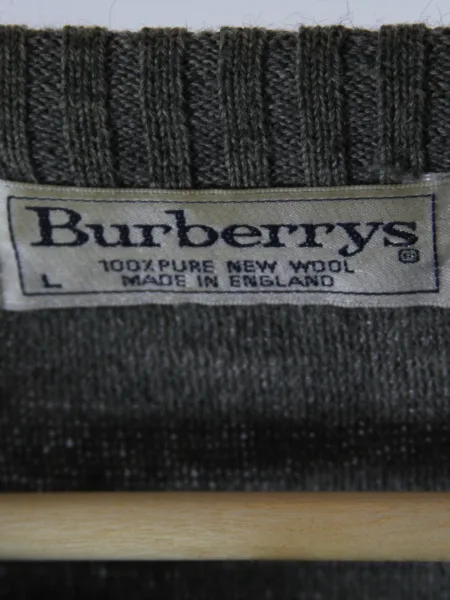 Burberrys®
100% PURE NEW WOOL
L MADE IN ENGLAND